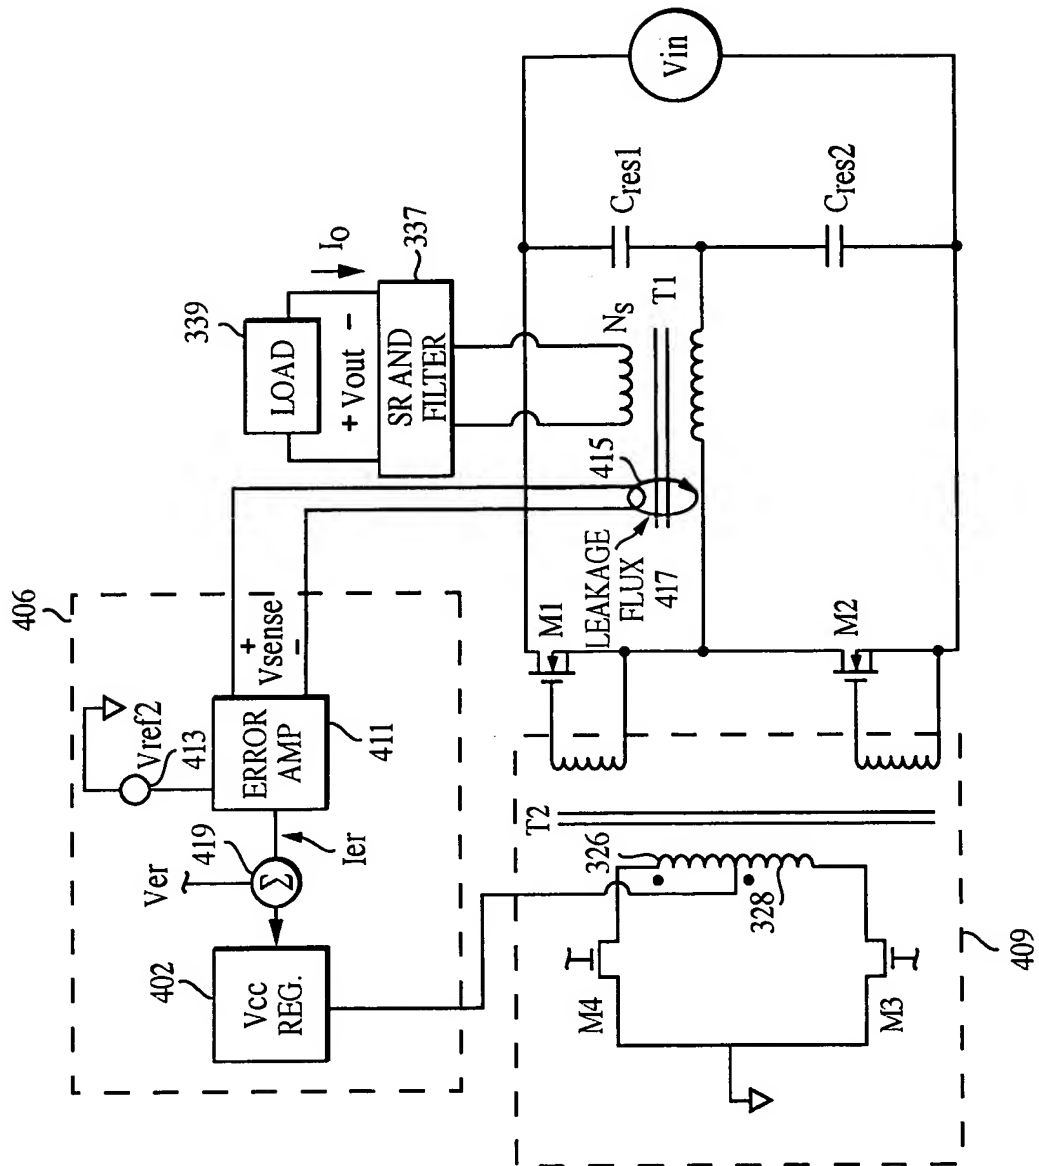 406
Ver
419
Vref2
413
402
Vcc
REG.
Σ
Ier
ERROR
AMP
411
+
Vsense
−
339
LOAD
+ Vout −
Io
337
SR AND
FILTER
NS
T1
415
LEAKAGE
FLUX
417
Cres1
Cres2
Vin
M1
M2
T2
326
328
M4
M3
409